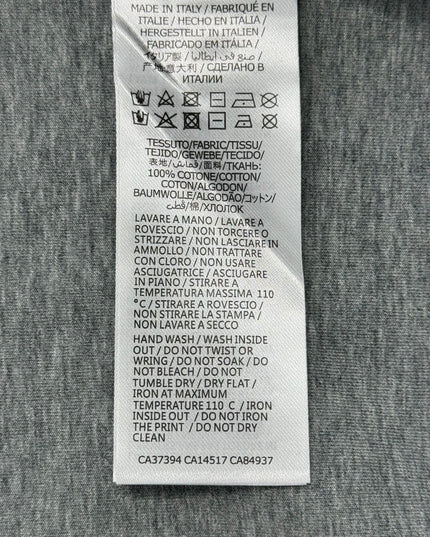 MADE IN ITALY / FABRIQUÉ EN
ITALIE / HECHO EN ITALIA /
HERGESTELLT IN ITALIEN /
FABRICADO EM ITÁLIA /
イタリア製 / صنع في ايطاليا /
产地意大利 / СДЕЛАНО В
ИТАЛИИ
TESSUTO/FABRIC/TISSU/
TEJIDO/GEWEBE/TECIDO/
表地/قماش/面料/ТКАНЬ:
100% COTONE/COTTON/
COTON/ALGODON/
BAUMWOLLE/ALGODÃO/コットン/
قطن/棉/ХЛОПОК
LAVARE A MANO / LAVARE A
ROVESCIO / NON TORCERE O
STRIZZARE / NON LASCIARE IN
AMMOLLO / NON TRATTARE
CON CLORO / NON USARE
ASCIUGATRICE / ASCIUGARE
IN PIANO / STIRARE A
TEMPERATURA MASSIMA 110
°C / STIRARE A ROVESCIO /
NON STIRARE LA STAMPA /
NON LAVARE A SECCO
HAND WASH / WASH INSIDE
OUT / DO NOT TWIST OR
WRING / DO NOT SOAK / DO
NOT BLEACH / DO NOT
TUMBLE DRY / DRY FLAT /
IRON AT MAXIMUM
TEMPERATURE 110 C / IRON
INSIDE OUT / DO NOT IRON
THE PRINT / DO NOT DRY
CLEAN
CA37394 CA14517 CA84937